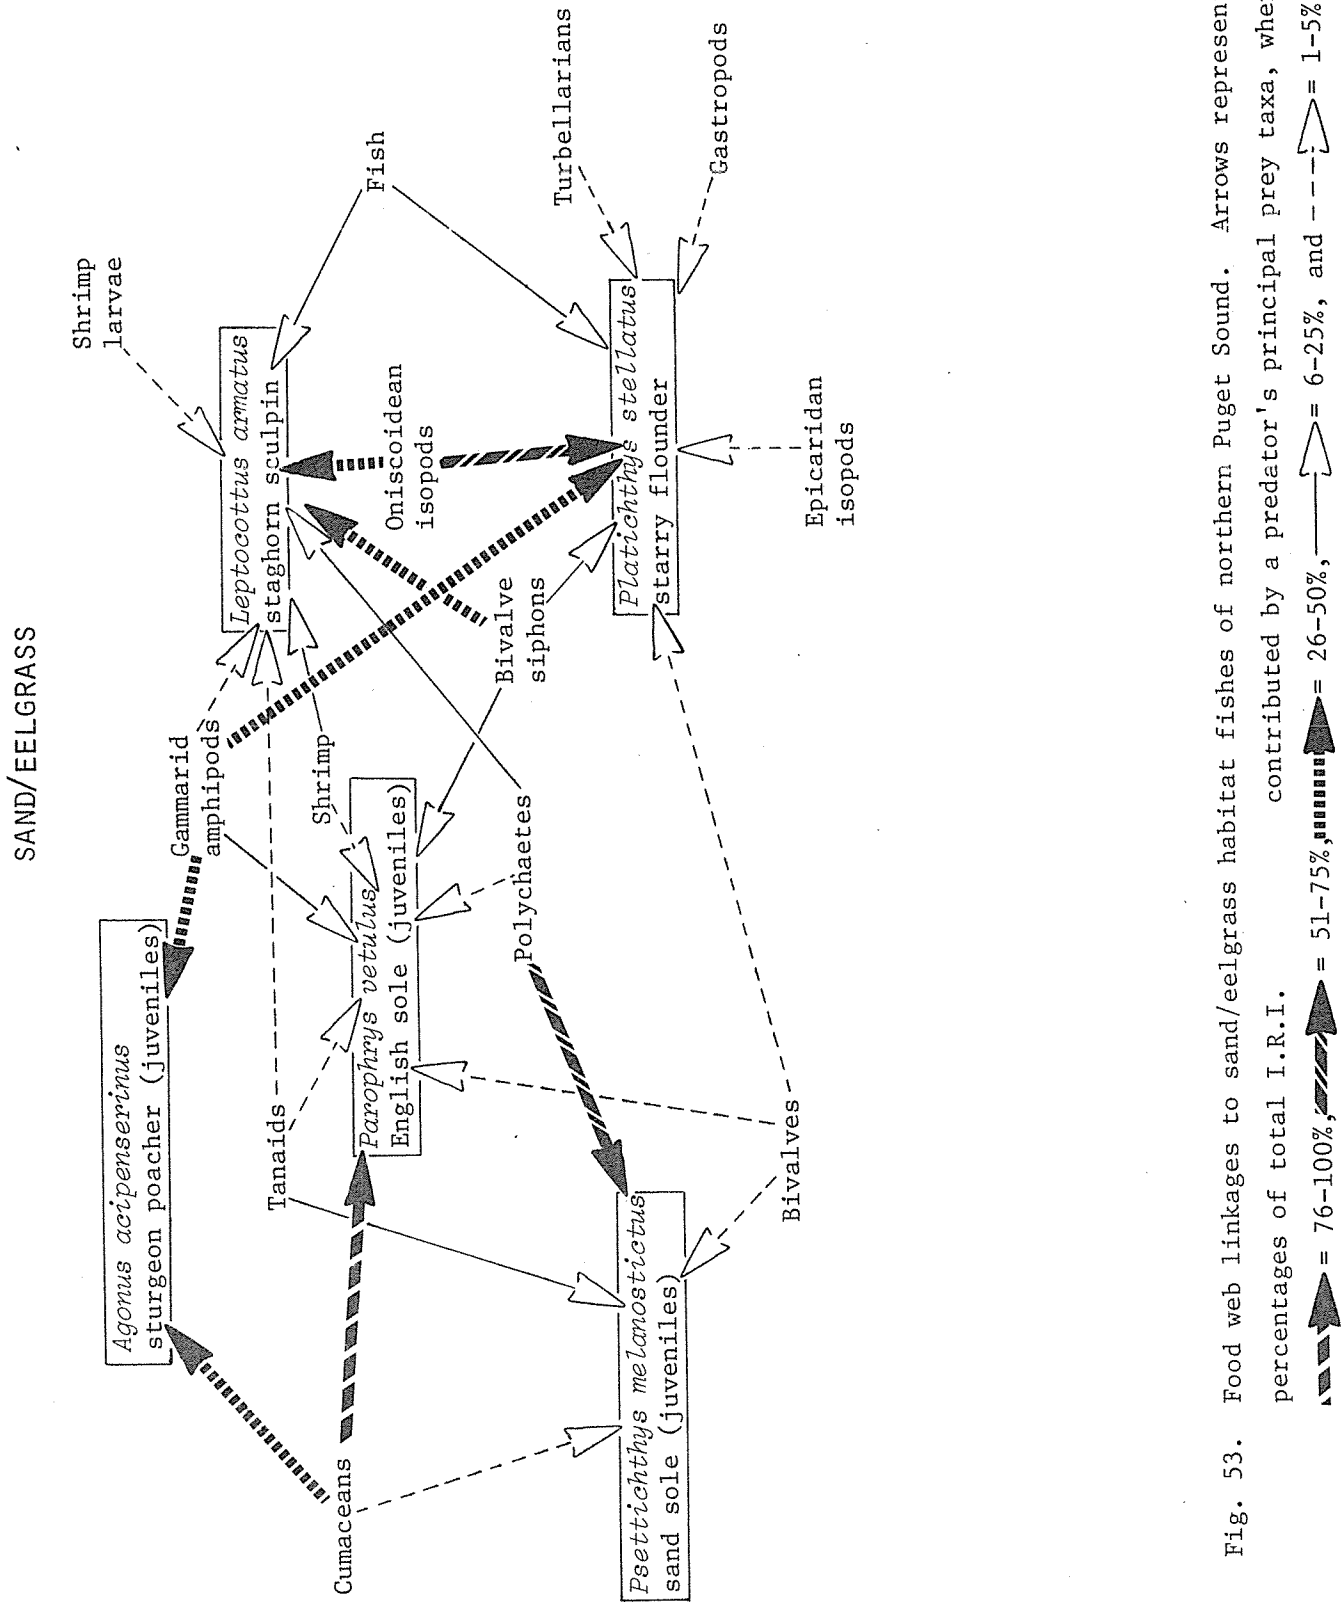 SAND/EELGRASS
Agonus acipenserinus
sturgeon poacher (juveniles)
Gammarid
amphipods
Shrimp
larvae
Leptocottus armatus
staghorn sculpin
Fish
Tanaids
Shrimp
Cumaceans
Parophrys vetulus
English sole (juveniles)
Oniscoidean
isopods
Bivalve
siphons
Polychaetes
Turbellarians
Psettichthys melanostictus
sand sole (juveniles)
Platichthys stellatus
starry flounder
Gastropods
Bivalves
Epicaridan
isopods
Fig. 53. Food web linkages to sand/eelgrass habitat fishes of northern Puget Sound. Arrows represen
percentages of total I.R.I. contributed by a predator's principal prey taxa, whe
= 76-100%, = 51-75%, = 26-50%, = 6-25%, and = 1-5%